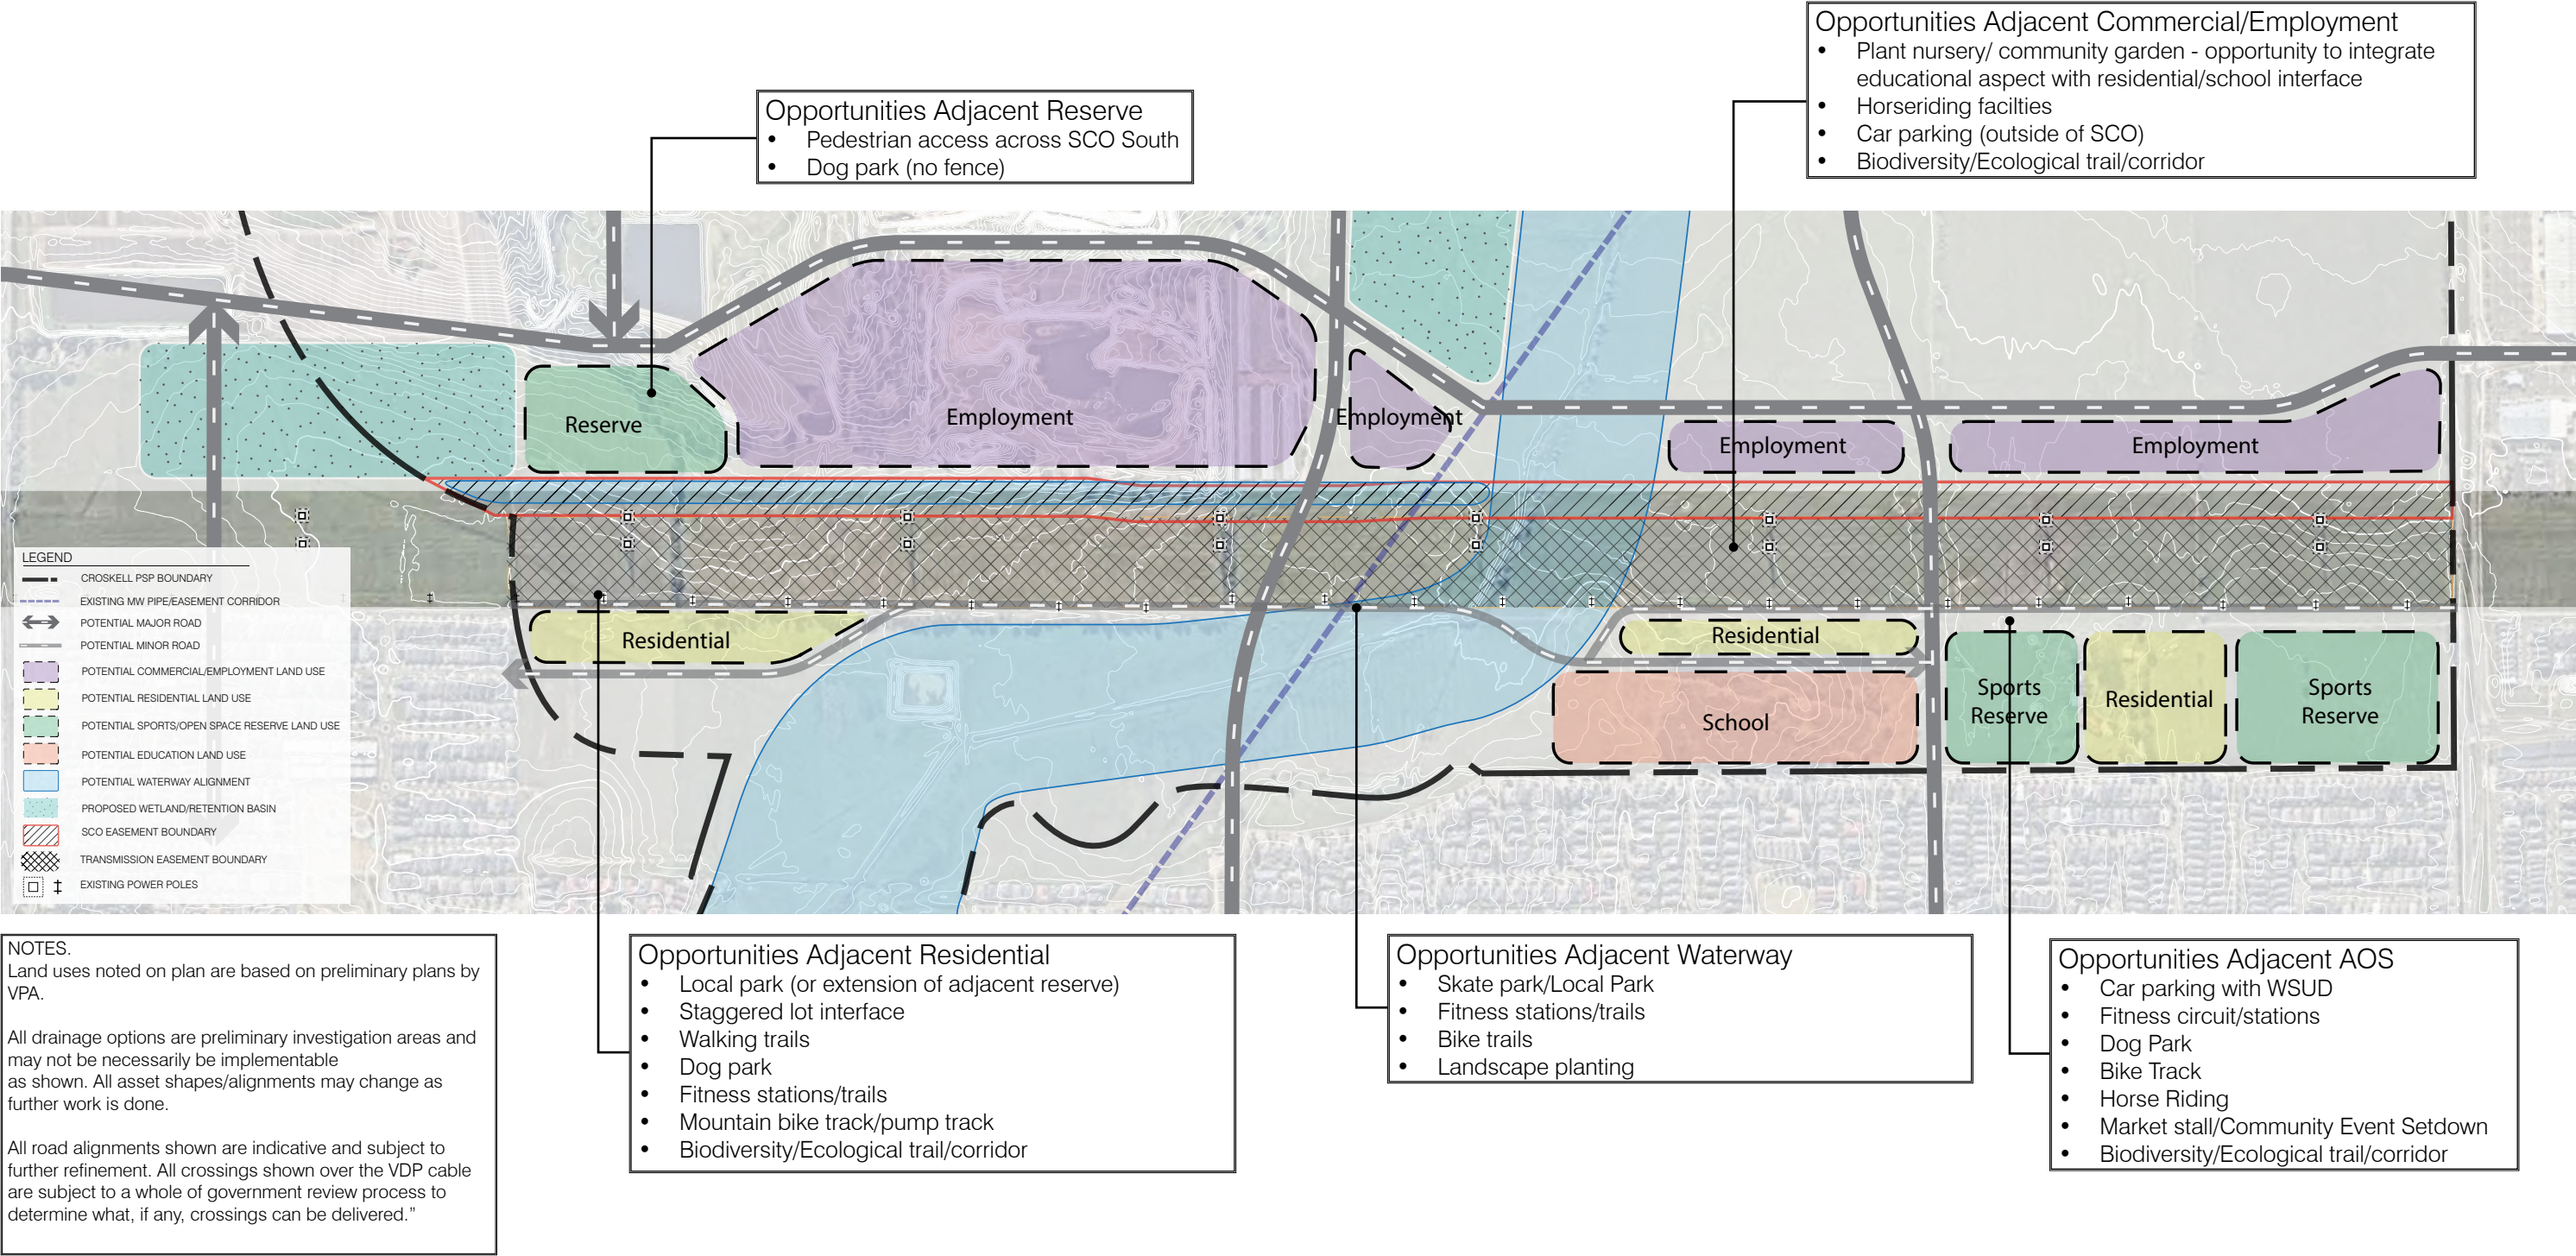 Opportunities Adjacent Commercial/Employment
• Plant nursery/ community garden - opportunity to integrate
educational aspect with residential/school interface
• Horseriding facilties
• Car parking (outside of SCO)
• Biodiversity/Ecological trail/corridor
Opportunities Adjacent Reserve
• Pedestrian access across SCO South
• Dog park (no fence)
Reserve
Employment
Employment
Employment
Employment
Residential
Residential
School
Sports
Reserve
Residential
Sports
Reserve
LEGEND
CROSKELL PSP BOUNDARY
EXISTING MW PIPE/EASEMENT CORRIDOR
POTENTIAL MAJOR ROAD
POTENTIAL MINOR ROAD
POTENTIAL COMMERCIAL/EMPLOYMENT LAND USE
POTENTIAL RESIDENTIAL LAND USE
POTENTIAL SPORTS/OPEN SPACE RESERVE LAND USE
POTENTIAL EDUCATION LAND USE
POTENTIAL WATERWAY ALIGNMENT
PROPOSED WETLAND/RETENTION BASIN
SCO EASEMENT BOUNDARY
TRANSMISSION EASEMENT BOUNDARY
EXISTING POWER POLES
NOTES.
Land uses noted on plan are based on preliminary plans by
VPA.
All drainage options are preliminary investigation areas and
may not be necessarily be implementable
as shown. All asset shapes/alignments may change as
further work is done.
All road alignments shown are indicative and subject to
further refinement. All crossings shown over the VDP cable
are subject to a whole of government review process to
determine what, if any, crossings can be delivered.”
Opportunities Adjacent Residential
• Local park (or extension of adjacent reserve)
• Staggered lot interface
• Walking trails
• Dog park
• Fitness stations/trails
• Mountain bike track/pump track
• Biodiversity/Ecological trail/corridor
Opportunities Adjacent Waterway
• Skate park/Local Park
• Fitness stations/trails
• Bike trails
• Landscape planting
Opportunities Adjacent AOS
• Car parking with WSUD
• Fitness circuit/stations
• Dog Park
• Bike Track
• Horse Riding
• Market stall/Community Event Setdown
• Biodiversity/Ecological trail/corridor